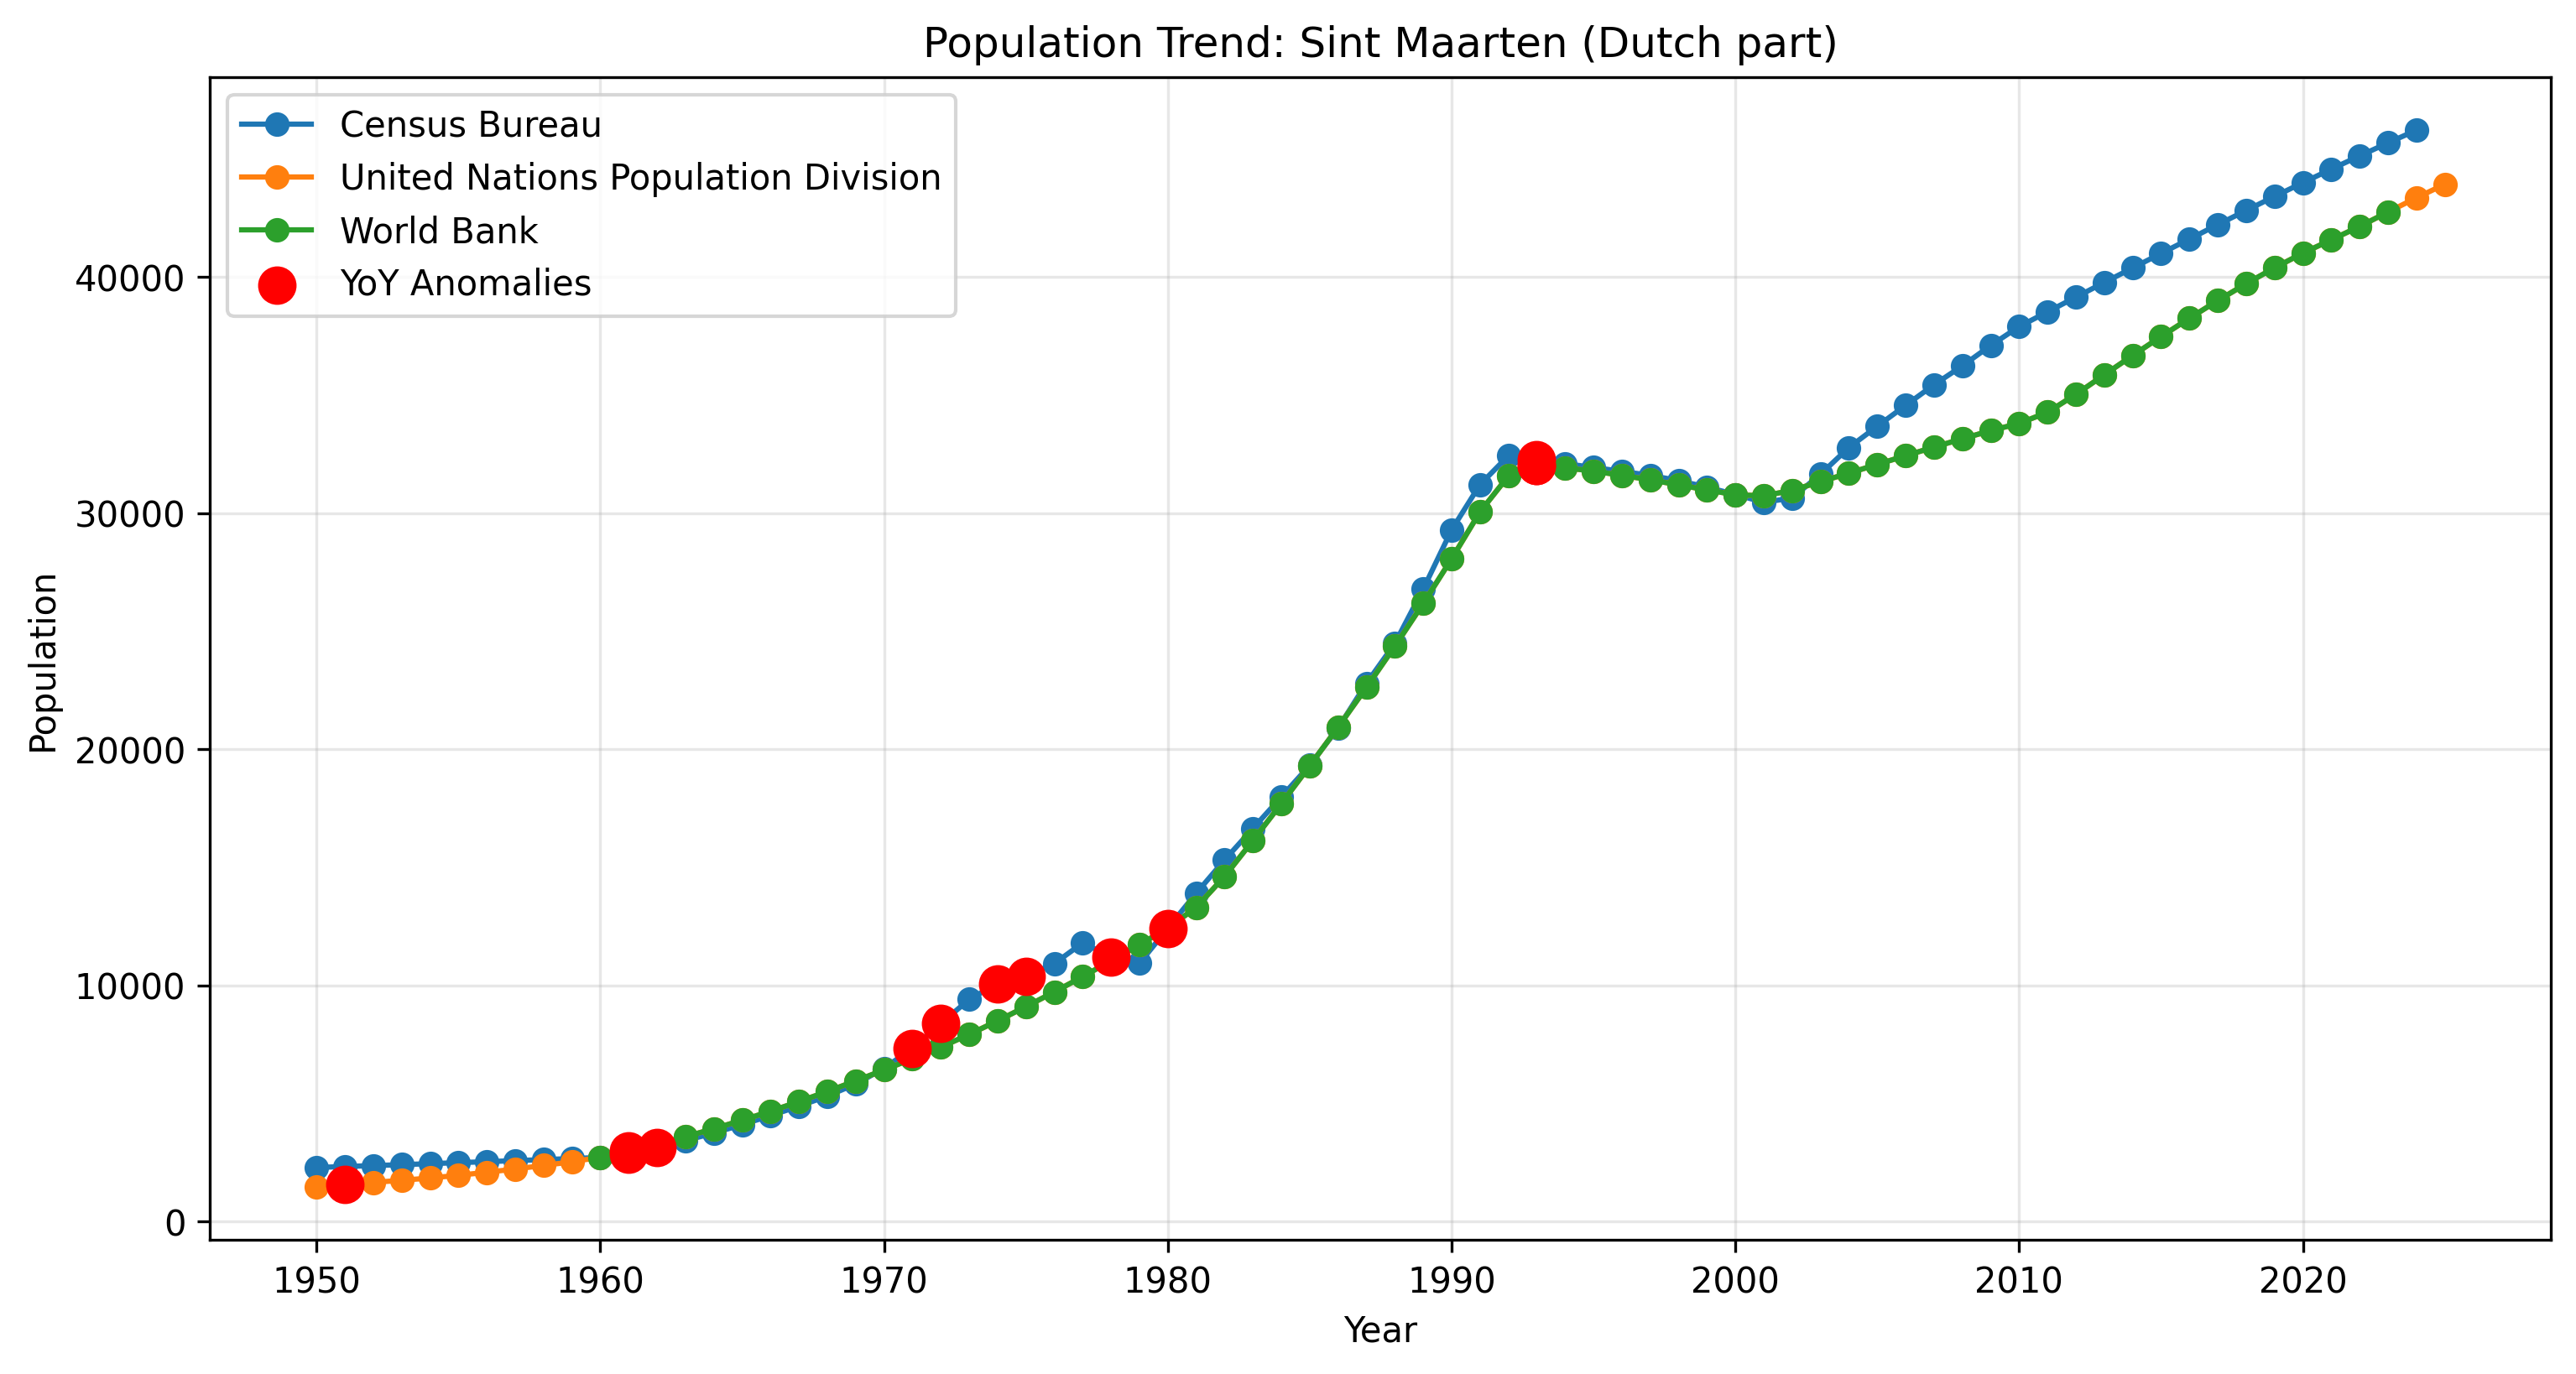 Population Trend: Sint Maarten (Dutch part)
Census Bureau
United Nations Population Division
World Bank
YoY Anomalies
40000
30000
20000
10000
0
Population
1950 1960 1970 1980 1990 2000 2010 2020
Year